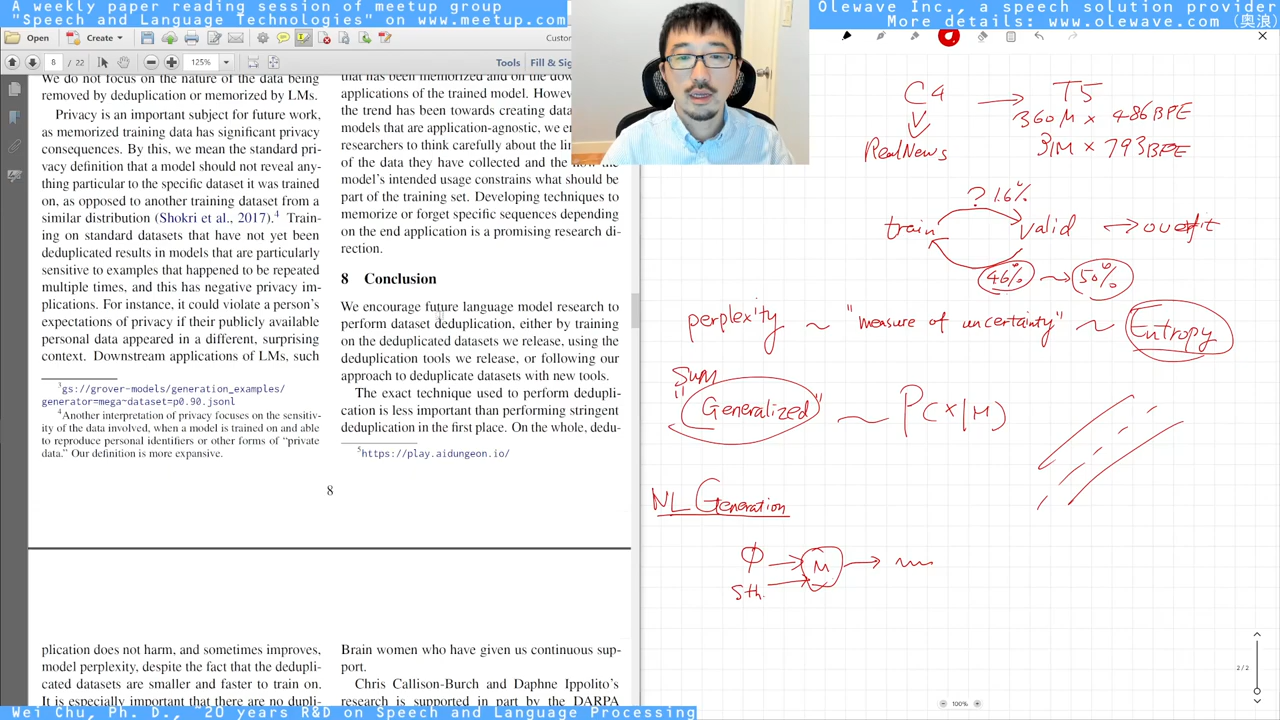 A weekly paper reading session of meetup group
"Speech and Language Technologies" on www.meetup.com
Olewave Inc., a speech solution provider
More details: www.olewave.com (奥浪)
Open
Create
Custom
8 / 22
125%
Tools
Fill & Sign
We do not focus on the nature of the data being
removed by deduplication or memorized by LMs.
Privacy is an important subject for future work,
as memorized training data has significant privacy
consequences. By this, we mean the standard pri-
vacy definition that a model should not reveal any-
thing particular to the specific dataset it was trained
on, as opposed to another training dataset from a
similar distribution (Shokri et al., 2017).4 Train-
ing on standard datasets that have not yet been
deduplicated results in models that are particularly
sensitive to examples that happened to be repeated
multiple times, and this has negative privacy im-
plications. For instance, it could violate a person's
expectations of privacy if their publicly available
personal data appeared in a different, surprising
context. Downstream applications of LMs, such
3gs://grover-models/generation_examples/
generator=mega~dataset=p0.90.jsonl
4Another interpretation of privacy focuses on the sensitiv-
ity of the data involved, when a model is trained on and able
to reproduce personal identifiers or other forms of "private
data." Our definition is more expansive.
that has been memorized and on the
applications of the trained model.
the trend has been towards creating
models that are application-agnostic, we
researchers to think carefully about the
of the data they have collected and the
model's intended usage constrains what should be
part of the training set. Developing techniques to
memorize or forget specific sequences depending
on the end application is a promising research di-
rection.
8 Conclusion
We encourage future language model research to
perform dataset deduplication, either by training
on the deduplicated datasets we release, using the
deduplication tools we release, or following our
approach to deduplicate datasets with new tools.
The exact technique used to perform dedupli-
cation is less important than performing stringent
deduplication in the first place. On the whole, dedu-
5https://play.aidungeon.io/
8
plication does not harm, and sometimes improves,
model perplexity, despite the fact that the dedupli-
cated datasets are smaller and faster to train on.
It is especially important that there are no dupli-
Brain women who have given us continuous sup-
port.
Chris Callison-Burch and Daphne Ippolito's
research is supported in part by the DARPA
C4 → T5
360M × 486BPE
RealNews 31M × 793BPE
? 1.6%
train valid → overfit
46% ~ 50%
perplexity ~ "measure of uncertainty" ~ Entropy
Sum
"Generalized" ~ P(X|M)
NL Generation
Φ → M →
Sth.
2 / 2
100%
Wei Chu, Ph. D., 20 Years R&D on Speech and Language Processing